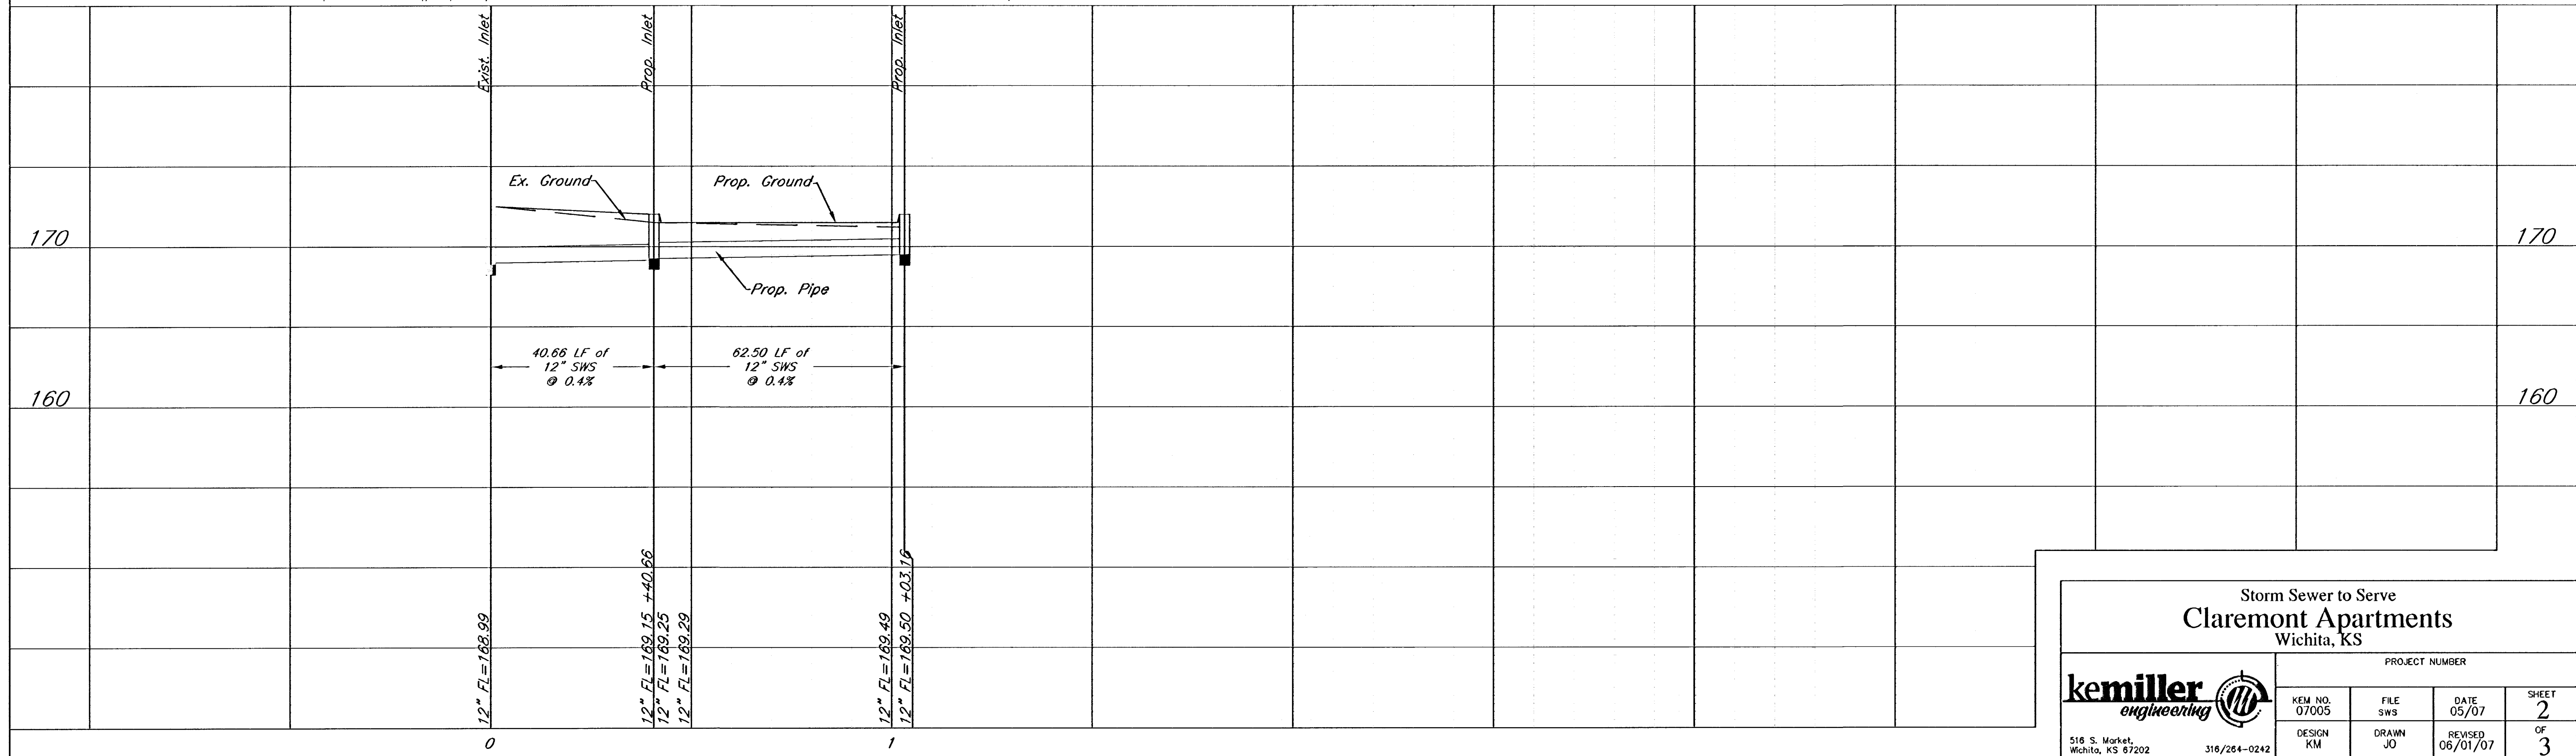 Exist. Inlet
Prop. Inlet
Prop. Inlet
Ex. Ground
Prop. Ground
170
170
Prop. Pipe
40.66 LF of
12" SWS
@ 0.4%
62.50 LF of
12" SWS
@ 0.4%
160
160
12" FL=168.99
12" FL=169.15 +40.66
12" FL=169.25
12" FL=169.29
12" FL=169.49
12" FL=169.50 +03.16
0
1
Storm Sewer to Serve
Claremont Apartments
Wichita, KS
PROJECT NUMBER
kemiller
engineering
516 S. Market,
Wichita, KS 67202
316/264-0242
KEM NO.
07005
FILE
SWS
DATE
05/07
SHEET
2
OF
3
DESIGN
KM
DRAWN
JO
REVISED
06/01/07